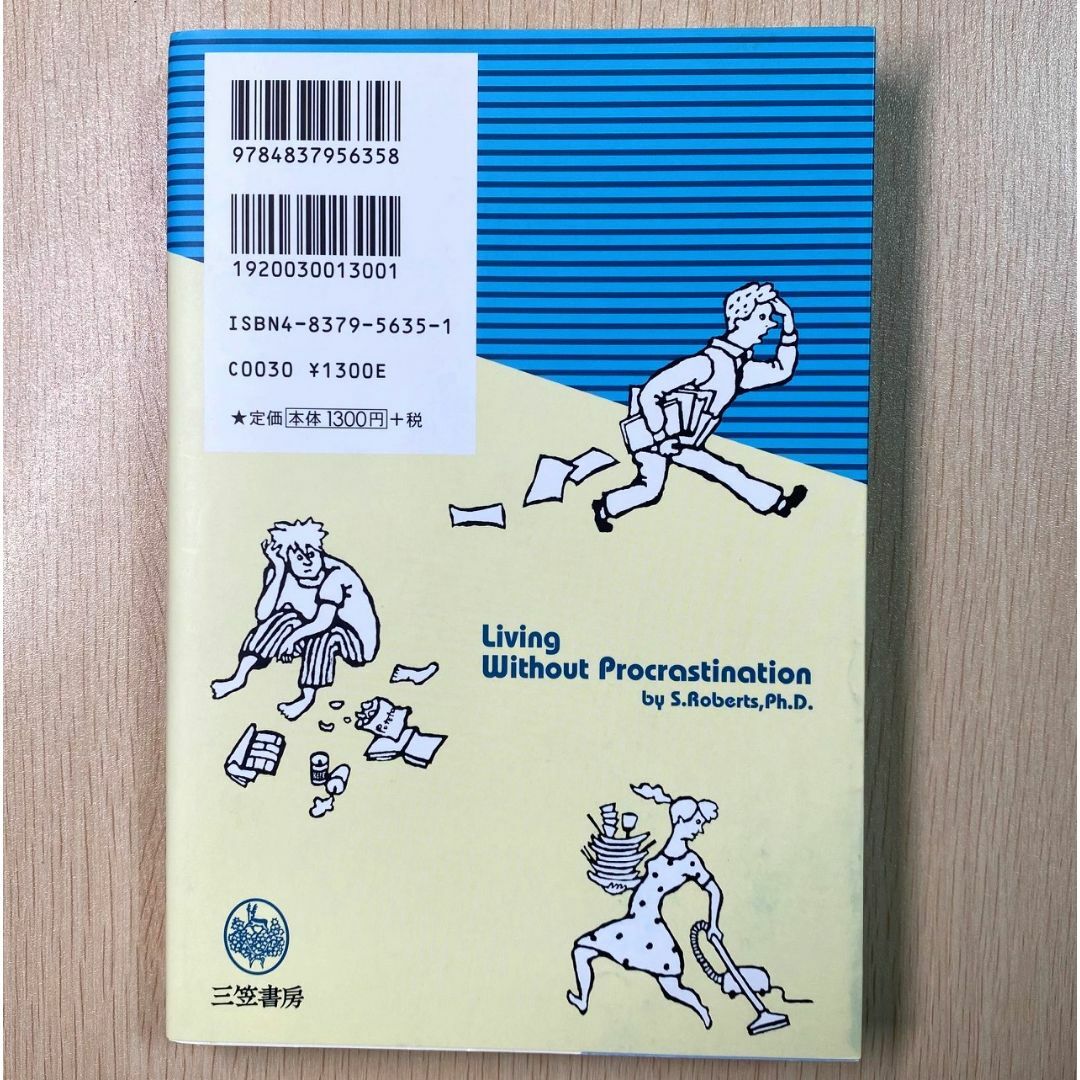 9784837956358
1920030013001
ISBN4-8379-5635-1
C0030 ¥1300E
★定価 本体 1300円 +税
Living
Without Procrastination
by S.Roberts,Ph.D.
三笠書房